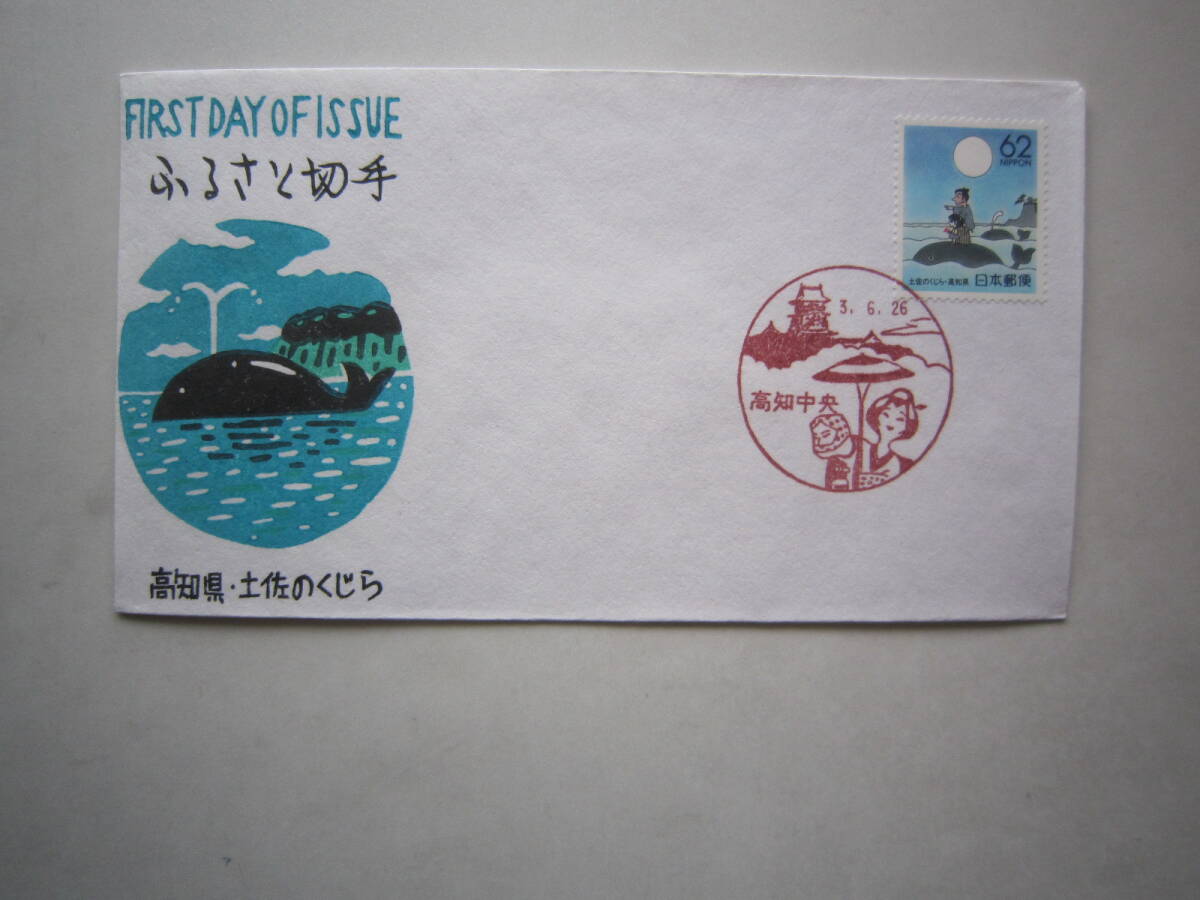 FIRST DAY OF ISSUE
ふるさと切手
高知県・土佐のくじら
62
NIPPON
土佐のくじら・高知県 日本郵便
3. 6. 26
高知中央